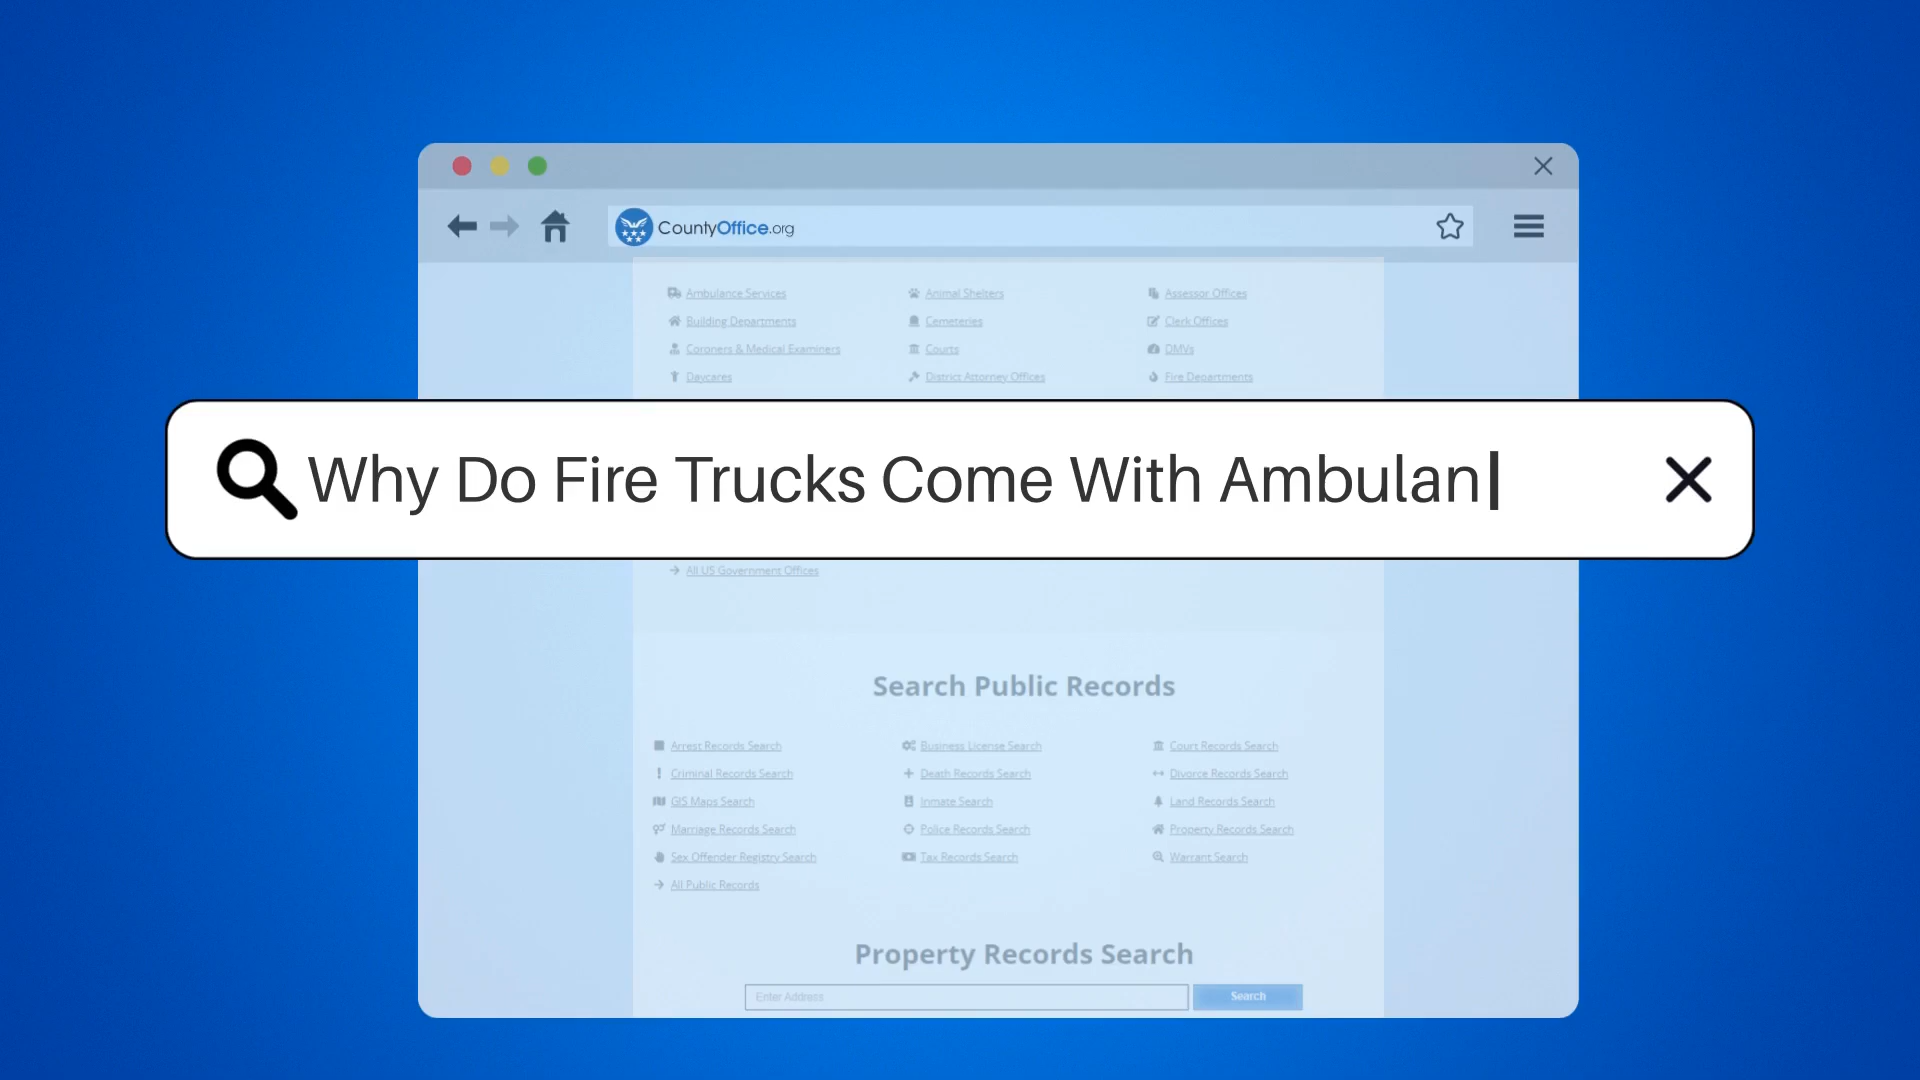 CountyOffice.org
Ambulance Services Animal Shelters Assessor Offices
Building Departments Cemeteries Clerk Offices
Coroners & Medical Examiners Courts DMVs
Daycares District Attorney Offices Fire Departments
Why Do Fire Trucks Come With Ambulan
All US Government Offices
Search Public Records
Arrest Records Search Business License Search Court Records Search
Criminal Records Search Death Records Search Divorce Records Search
GIS Maps Search Inmate Search Land Records Search
Marriage Records Search Police Records Search Property Records Search
Sex Offender Registry Search Tax Records Search Warrant Search
All Public Records
Property Records Search
Enter Address Search